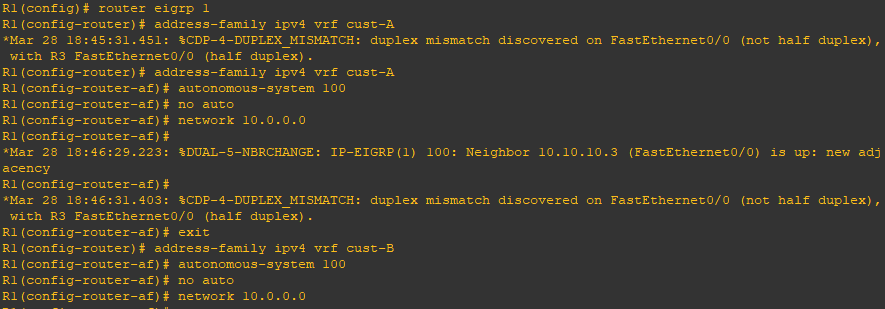 R1(config)# router eigrp 1
R1(config-router)# address-family ipv4 vrf cust-A
*Mar 28 18:45:31.451: %CDP-4-DUPLEX_MISMATCH: duplex mismatch discovered on FastEthernet0/0 (not half duplex),
 with R3 FastEthernet0/0 (half duplex).
R1(config-router)# address-family ipv4 vrf cust-A
R1(config-router-af)# autonomous-system 100
R1(config-router-af)# no auto
R1(config-router-af)# network 10.0.0.0
R1(config-router-af)#
*Mar 28 18:46:29.223: %DUAL-5-NBRCHANGE: IP-EIGRP(1) 100: Neighbor 10.10.10.3 (FastEthernet0/0) is up: new adj
acency
R1(config-router-af)#
*Mar 28 18:46:31.403: %CDP-4-DUPLEX_MISMATCH: duplex mismatch discovered on FastEthernet0/0 (not half duplex),
 with R3 FastEthernet0/0 (half duplex).
R1(config-router-af)# exit
R1(config-router)# address-family ipv4 vrf cust-B
R1(config-router-af)# autonomous-system 100
R1(config-router-af)# no auto
R1(config-router-af)# network 10.0.0.0